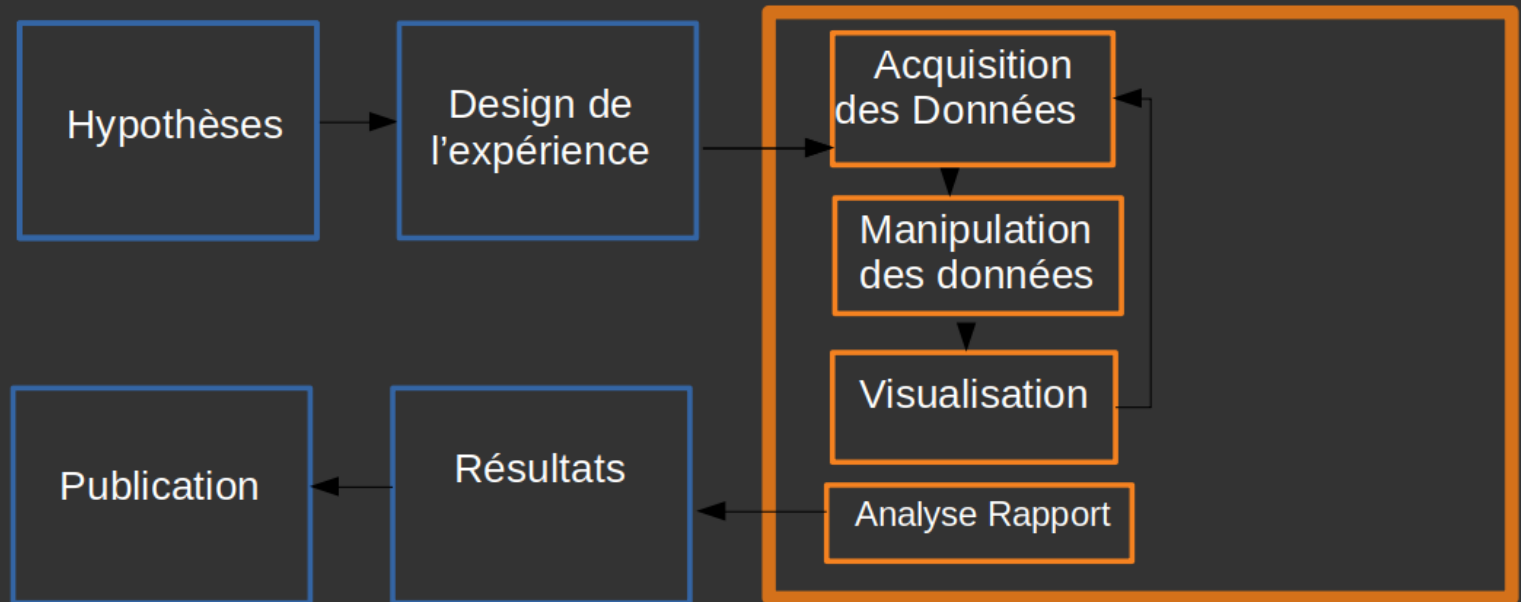 Hypothèses
Design de
l’expérience
Acquisition
des Données
Manipulation
des données
Visualisation
Analyse Rapport
Résultats
Publication